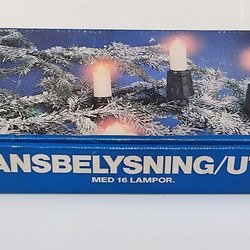 ANSBELYSNING/UT
MED 16 LAMPOR.